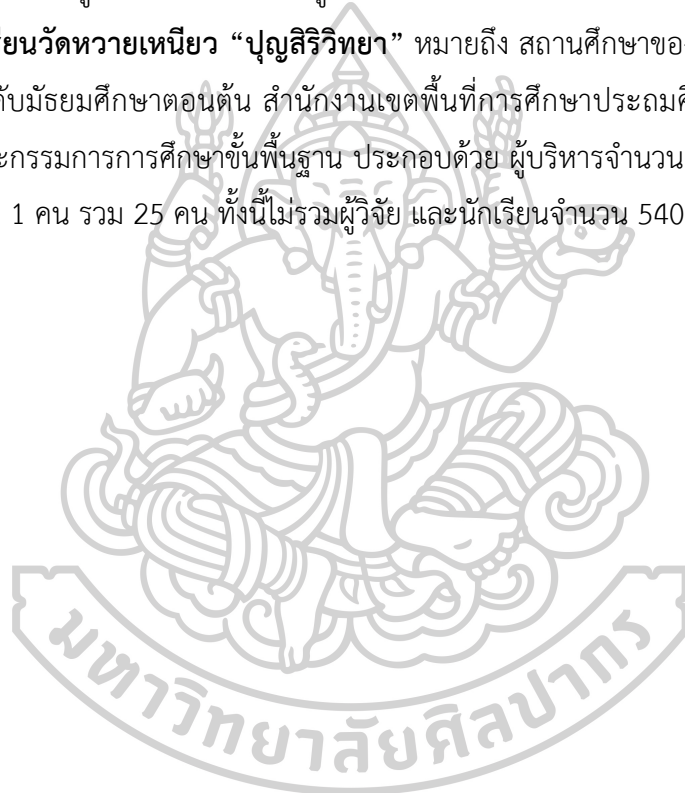 รียนวัดหวายเหนียว “ปุญสิริวิทยา” หมายถึง สถานศึกษาขอ
ับมัธยมศึกษาตอนต้น สำนักงานเขตพื้นที่การศึกษาประถมศึ
ะกรรมการการศึกษาขั้นพื้นฐาน ประกอบด้วย ผู้บริหารจำนวน
1 คน รวม 25 คน ทั้งนี้ไม่รวมผู้วิจัย และนักเรียนจำนวน 540
มหาวิทยาลัยศิลปากร